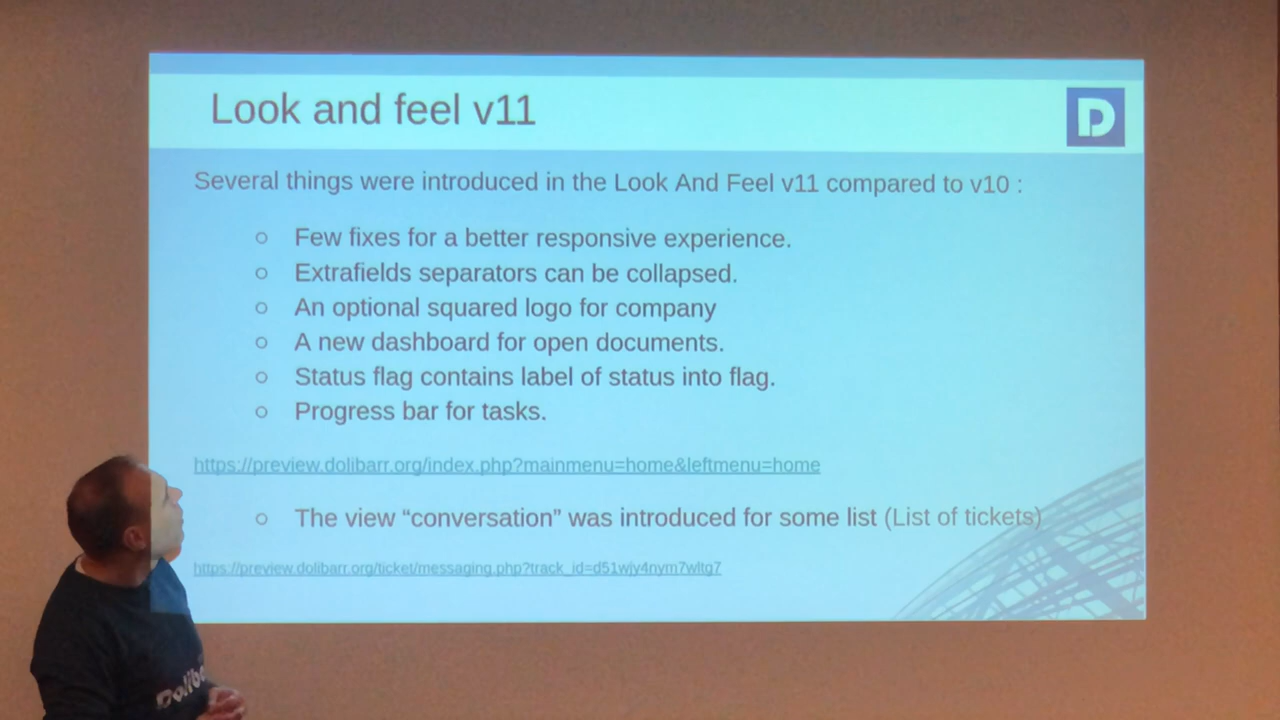 Look and feel v11
D
Several things were introduced in the Look And Feel v11 compared to v10 :
○ Few fixes for a better responsive experience.
○ Extrafields separators can be collapsed.
○ An optional squared logo for company
○ A new dashboard for open documents.
○ Status flag contains label of status into flag.
○ Progress bar for tasks.
https://preview.dolibarr.org/index.php?mainmenu=home&leftmenu=home
○ The view “conversation” was introduced for some list (List of tickets)
https://preview.dolibarr.org/ticket/messaging.php?track_id=d51wjy4nym7wltg7
Doliba